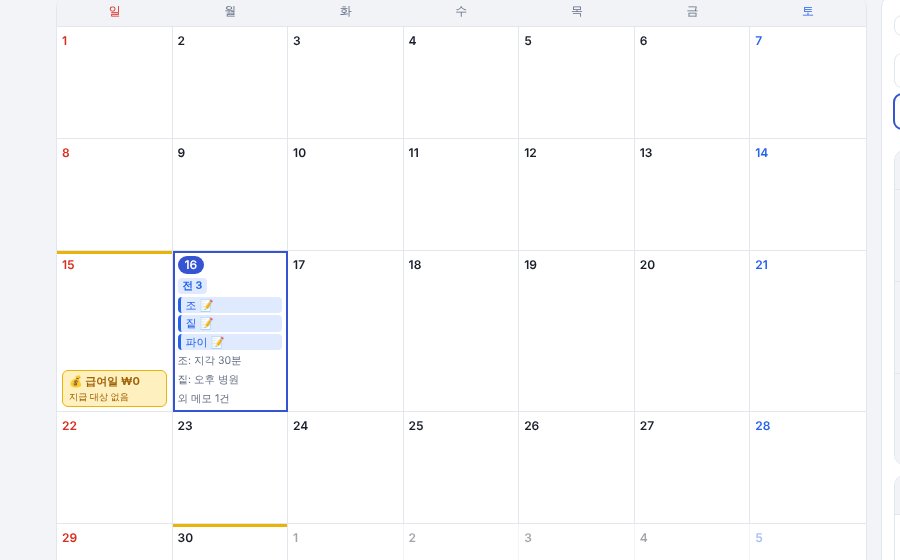 일 월 화 수 목 금 토
1 2 3 4 5 6 7
8 9 10 11 12 13 14
15 16 17 18 19 20 21
전 3
조 📝
질 📝
파이 📝
조: 지각 30분
질: 오후 병원
외 메모 1건
💰 급여일 ₩0
지급 대상 없음
22 23 24 25 26 27 28
29 30 1 2 3 4 5